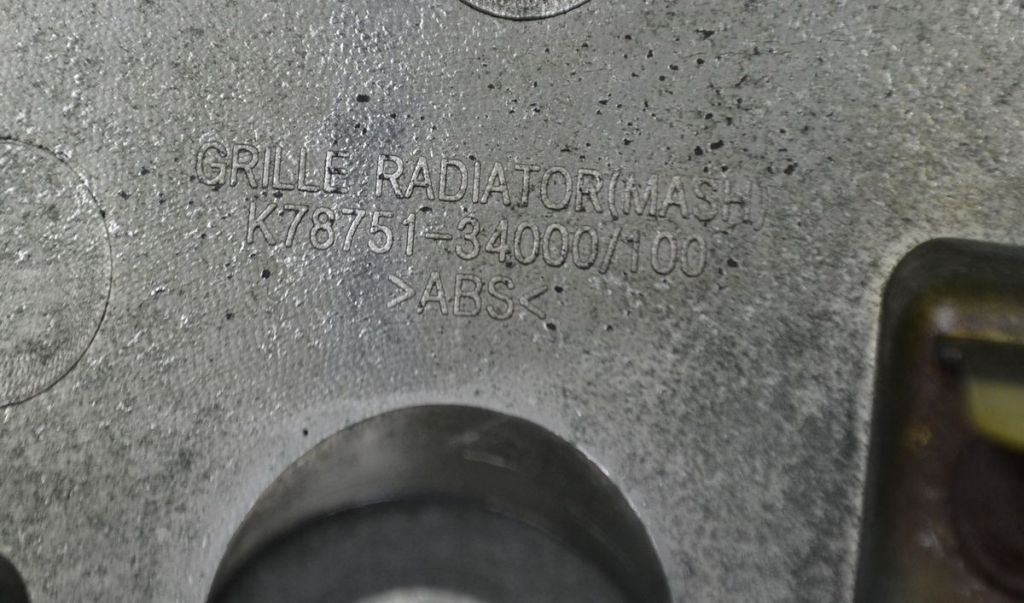 GRILLE RADIATOR(MASH)
K78751-34000/100
>ABS<